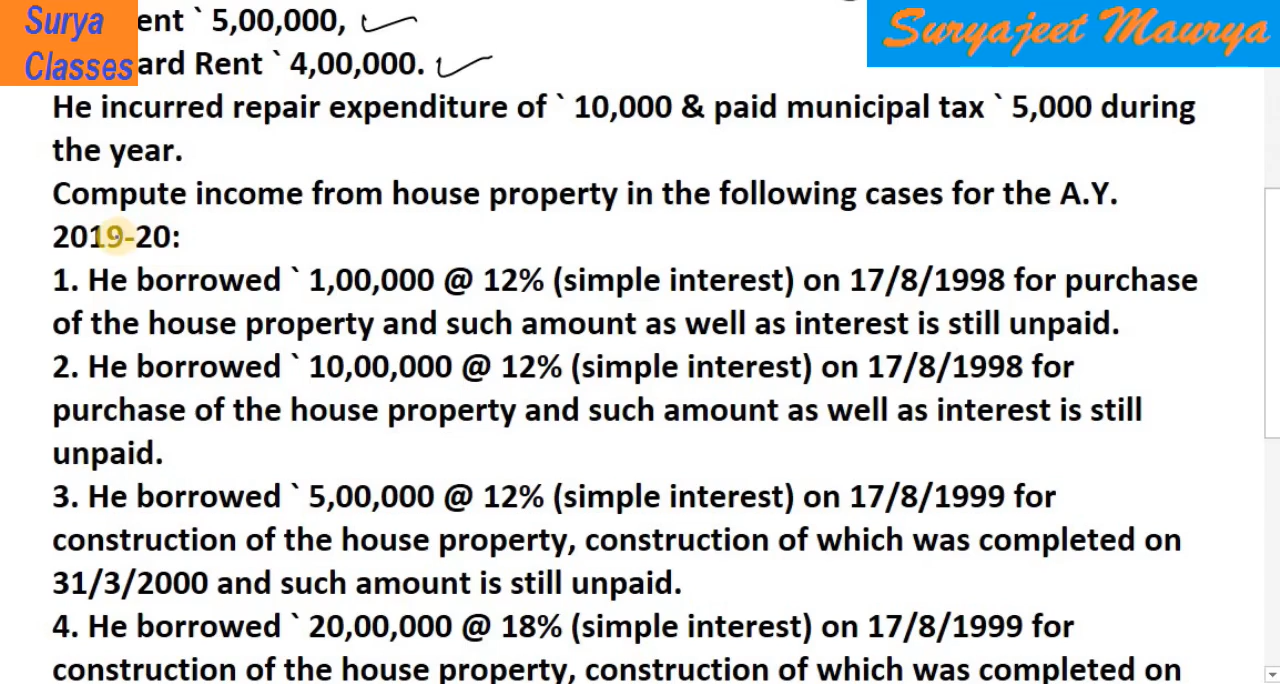 Surya
Classes
Suryajeet Maurya
ent ` 5,00,000,
ard Rent ` 4,00,000.
He incurred repair expenditure of ` 10,000 & paid municipal tax ` 5,000 during
the year.
Compute income from house property in the following cases for the A.Y.
2019-20:
1. He borrowed ` 1,00,000 @ 12% (simple interest) on 17/8/1998 for purchase
of the house property and such amount as well as interest is still unpaid.
2. He borrowed ` 10,00,000 @ 12% (simple interest) on 17/8/1998 for
purchase of the house property and such amount as well as interest is still
unpaid.
3. He borrowed ` 5,00,000 @ 12% (simple interest) on 17/8/1999 for
construction of the house property, construction of which was completed on
31/3/2000 and such amount is still unpaid.
4. He borrowed ` 20,00,000 @ 18% (simple interest) on 17/8/1999 for
construction of the house property, construction of which was completed on